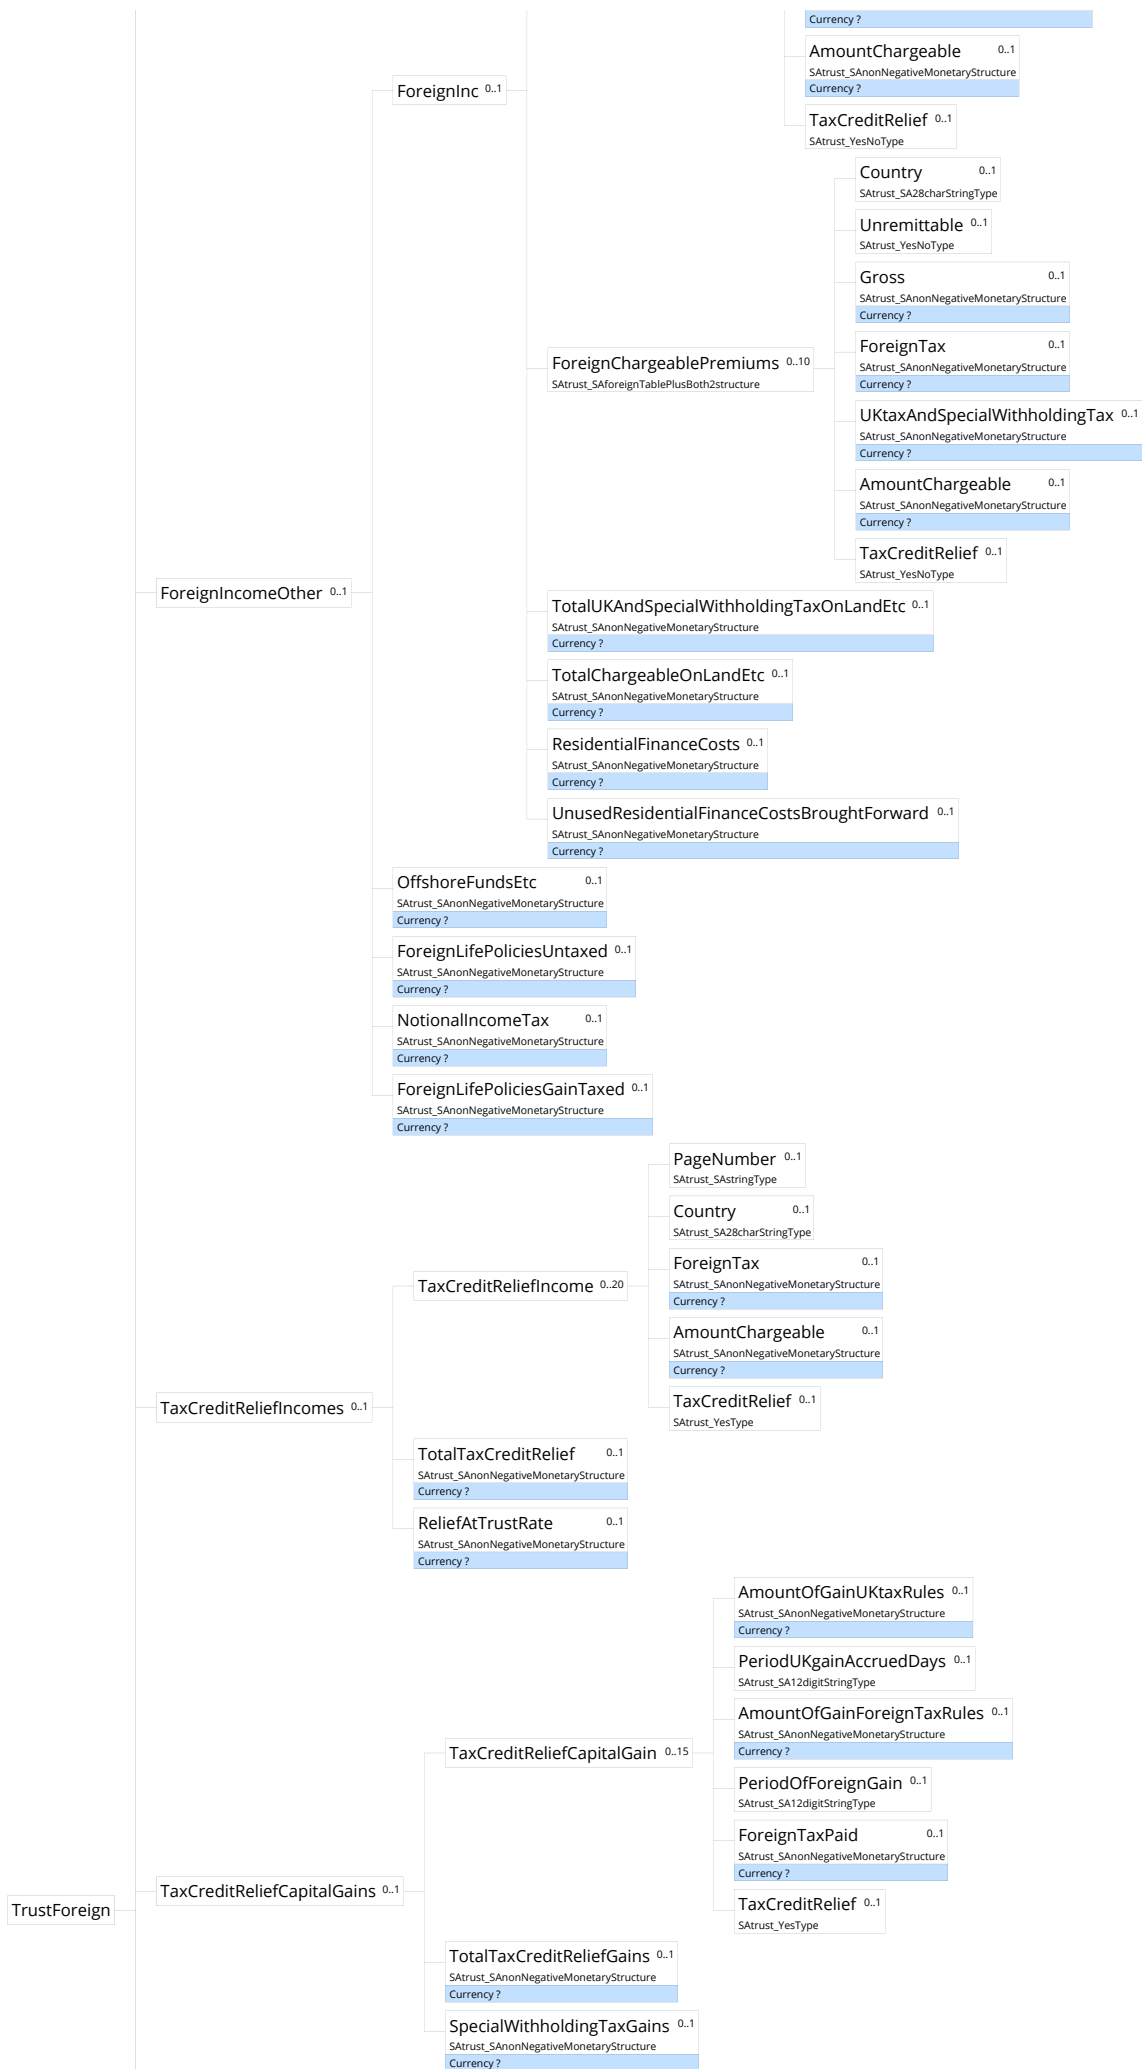 Currency ?
AmountChargeable 0..1
SAtrust_SAnonNegativeMonetaryStructure
Currency ?
ForeignInc 0..1
TaxCreditRelief 0..1
SAtrust_YesNoType
Country 0..1
SAtrust_SA28charStringType
Unremittable 0..1
SAtrust_YesNoType
Gross 0..1
SAtrust_SAnonNegativeMonetaryStructure
Currency ?
ForeignTax 0..1
SAtrust_SAnonNegativeMonetaryStructure
Currency ?
ForeignChargeablePremiums 0..10
SAtrust_SAforeignTablePlusBoth2structure
UKtaxAndSpecialWithholdingTax 0..1
SAtrust_SAnonNegativeMonetaryStructure
Currency ?
AmountChargeable 0..1
SAtrust_SAnonNegativeMonetaryStructure
Currency ?
TaxCreditRelief 0..1
SAtrust_YesNoType
ForeignIncomeOther 0..1
TotalUKAndSpecialWithholdingTaxOnLandEtc 0..1
SAtrust_SAnonNegativeMonetaryStructure
Currency ?
TotalChargeableOnLandEtc 0..1
SAtrust_SAnonNegativeMonetaryStructure
Currency ?
ResidentialFinanceCosts 0..1
SAtrust_SAnonNegativeMonetaryStructure
Currency ?
UnusedResidentialFinanceCostsBroughtForward 0..1
SAtrust_SAnonNegativeMonetaryStructure
Currency ?
OffshoreFundsEtc 0..1
SAtrust_SAnonNegativeMonetaryStructure
Currency ?
ForeignLifePoliciesUntaxed 0..1
SAtrust_SAnonNegativeMonetaryStructure
Currency ?
NotionalIncomeTax 0..1
SAtrust_SAnonNegativeMonetaryStructure
Currency ?
ForeignLifePoliciesGainTaxed 0..1
SAtrust_SAnonNegativeMonetaryStructure
Currency ?
PageNumber 0..1
SAtrust_SAstringType
Country 0..1
SAtrust_SA28charStringType
ForeignTax 0..1
SAtrust_SAnonNegativeMonetaryStructure
Currency ?
TaxCreditReliefIncome 0..20
AmountChargeable 0..1
SAtrust_SAnonNegativeMonetaryStructure
Currency ?
TaxCreditRelief 0..1
SAtrust_YesType
TaxCreditReliefIncomes 0..1
TotalTaxCreditRelief 0..1
SAtrust_SAnonNegativeMonetaryStructure
Currency ?
ReliefAtTrustRate 0..1
SAtrust_SAnonNegativeMonetaryStructure
Currency ?
AmountOfGainUKtaxRules 0..1
SAtrust_SAnonNegativeMonetaryStructure
Currency ?
PeriodUKgainAccruedDays 0..1
SAtrust_SA12digitStringType
AmountOfGainForeignTaxRules 0..1
SAtrust_SAnonNegativeMonetaryStructure
Currency ?
TaxCreditReliefCapitalGain 0..15
PeriodOfForeignGain 0..1
SAtrust_SA12digitStringType
ForeignTaxPaid 0..1
SAtrust_SAnonNegativeMonetaryStructure
Currency ?
TaxCreditRelief 0..1
SAtrust_YesType
TaxCreditReliefCapitalGains 0..1
TrustForeign
TotalTaxCreditReliefGains 0..1
SAtrust_SAnonNegativeMonetaryStructure
Currency ?
SpecialWithholdingTaxGains 0..1
SAtrust_SAnonNegativeMonetaryStructure
Currency ?